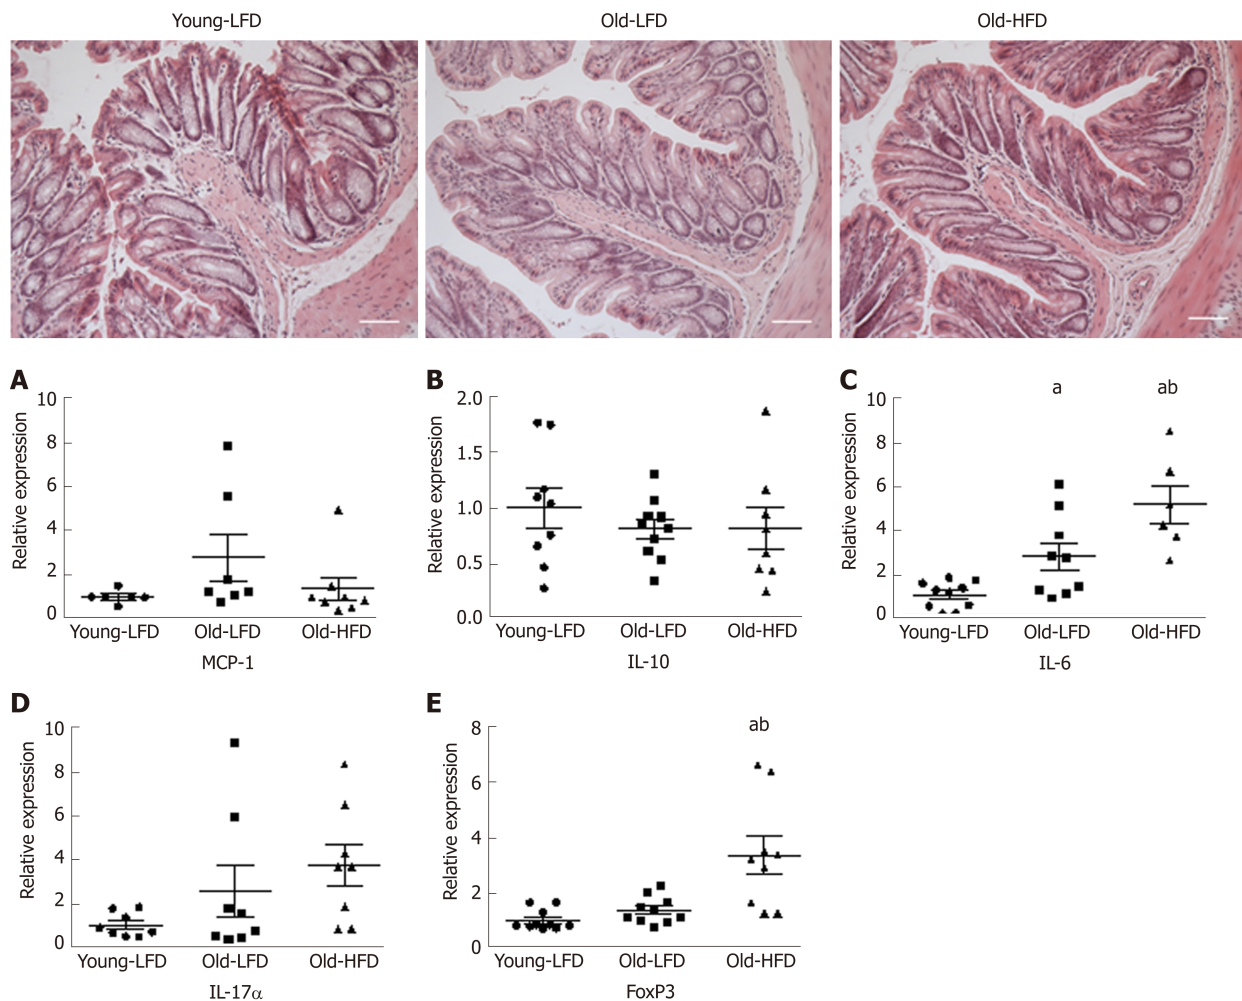 Young-LFD Old-LFD Old-HFD
A
Relative expression
10
8
6
4
2
0
Young-LFD Old-LFD Old-HFD
MCP-1
B
Relative expression
2.0
1.5
1.0
0.5
0.0
Young-LFD Old-LFD Old-HFD
IL-10
C
a ab
Relative expression
10
8
6
4
2
0
Young-LFD Old-LFD Old-HFD
IL-6
D
Relative expression
10
8
6
4
2
0
Young-LFD Old-LFD Old-HFD
IL-17α
E
ab
Relative expression
8
6
4
2
0
Young-LFD Old-LFD Old-HFD
FoxP3